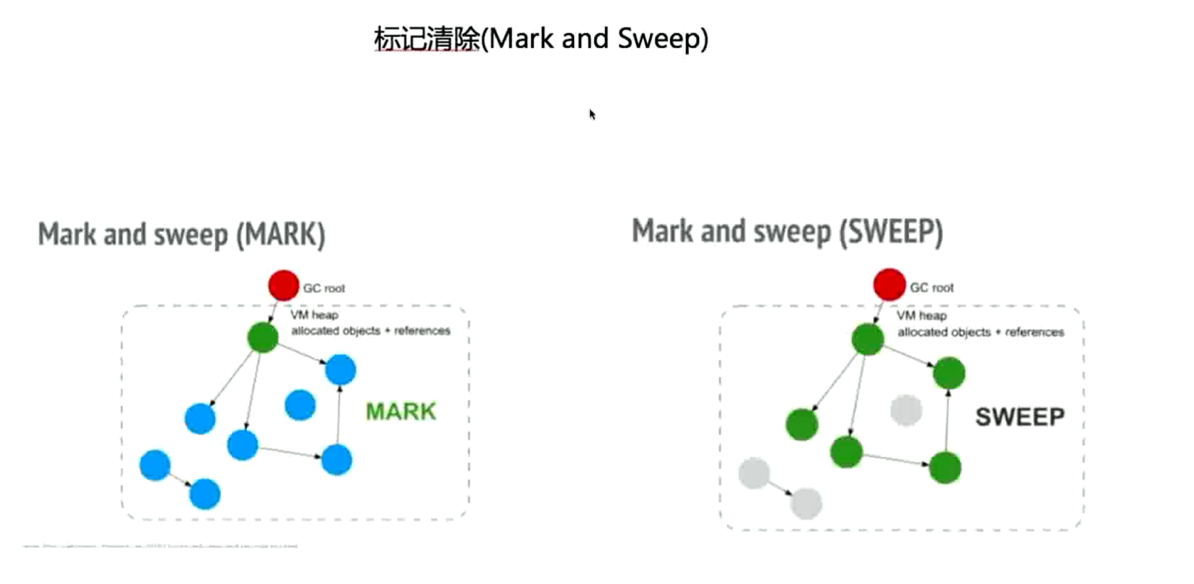 标记清除(Mark and Sweep)
Mark and sweep (MARK)
GC root
VM heap
allocated objects + references
MARK
Mark and sweep (SWEEP)
GC root
VM heap
allocated objects + references
SWEEP